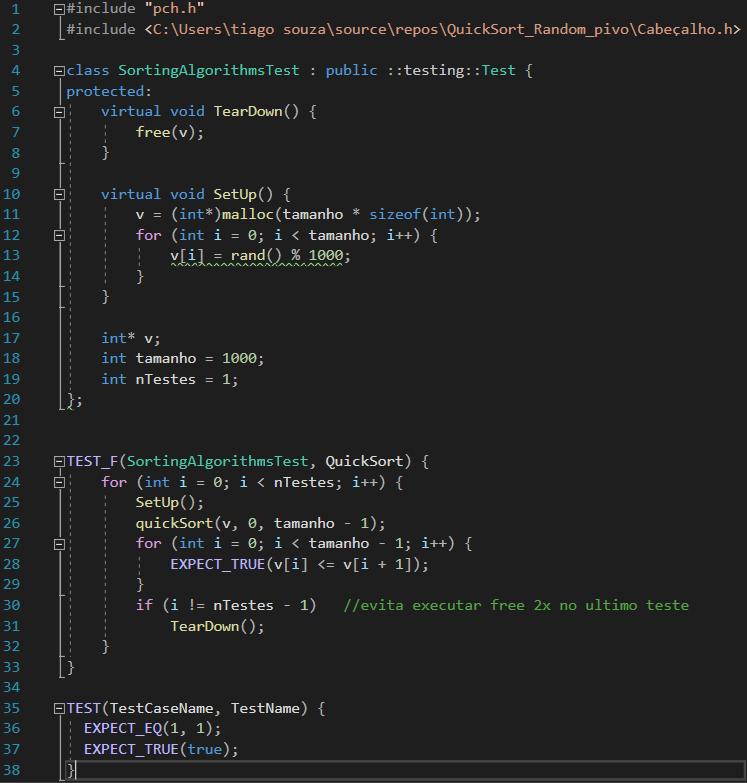 1 #include "pch.h"
2 #include <C:\Users\tiago souza\source\repos\QuickSort_Random_pivo\Cabeçalho.h>
3
4 class SortingAlgorithmsTest : public ::testing::Test {
5 protected:
6     virtual void TearDown() {
7         free(v);
8     }
9
10     virtual void SetUp() {
11         v = (int*)malloc(tamanho * sizeof(int));
12         for (int i = 0; i < tamanho; i++) {
13             v[i] = rand() % 1000;
14         }
15     }
16
17     int* v;
18     int tamanho = 1000;
19     int nTestes = 1;
20 };
21
22
23 TEST_F(SortingAlgorithmsTest, QuickSort) {
24     for (int i = 0; i < nTestes; i++) {
25         SetUp();
26         quickSort(v, 0, tamanho - 1);
27         for (int i = 0; i < tamanho - 1; i++) {
28             EXPECT_TRUE(v[i] <= v[i + 1]);
29         }
30         if (i != nTestes - 1)   //evita executar free 2x no ultimo teste
31             TearDown();
32     }
33 }
34
35 TEST(TestCaseName, TestName) {
36   EXPECT_EQ(1, 1);
37   EXPECT_TRUE(true);
38 }